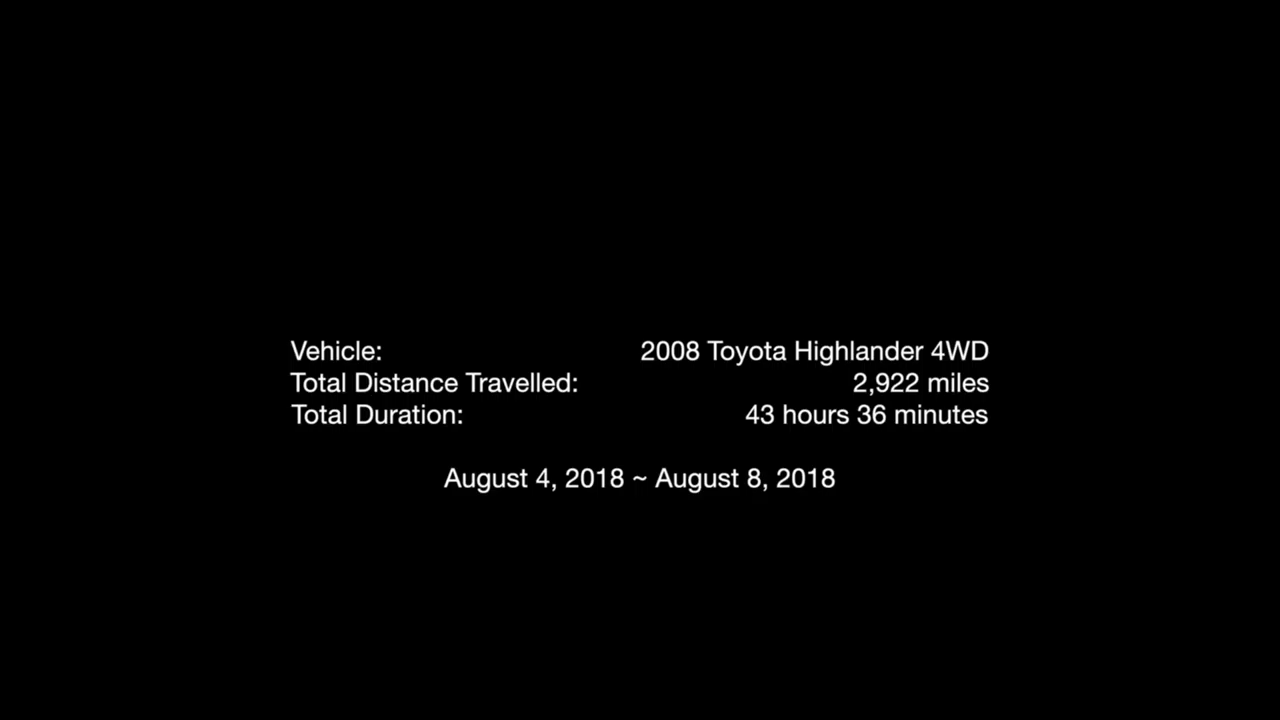 Vehicle: 2008 Toyota Highlander 4WD
Total Distance Travelled: 2,922 miles
Total Duration: 43 hours 36 minutes
August 4, 2018 ~ August 8, 2018